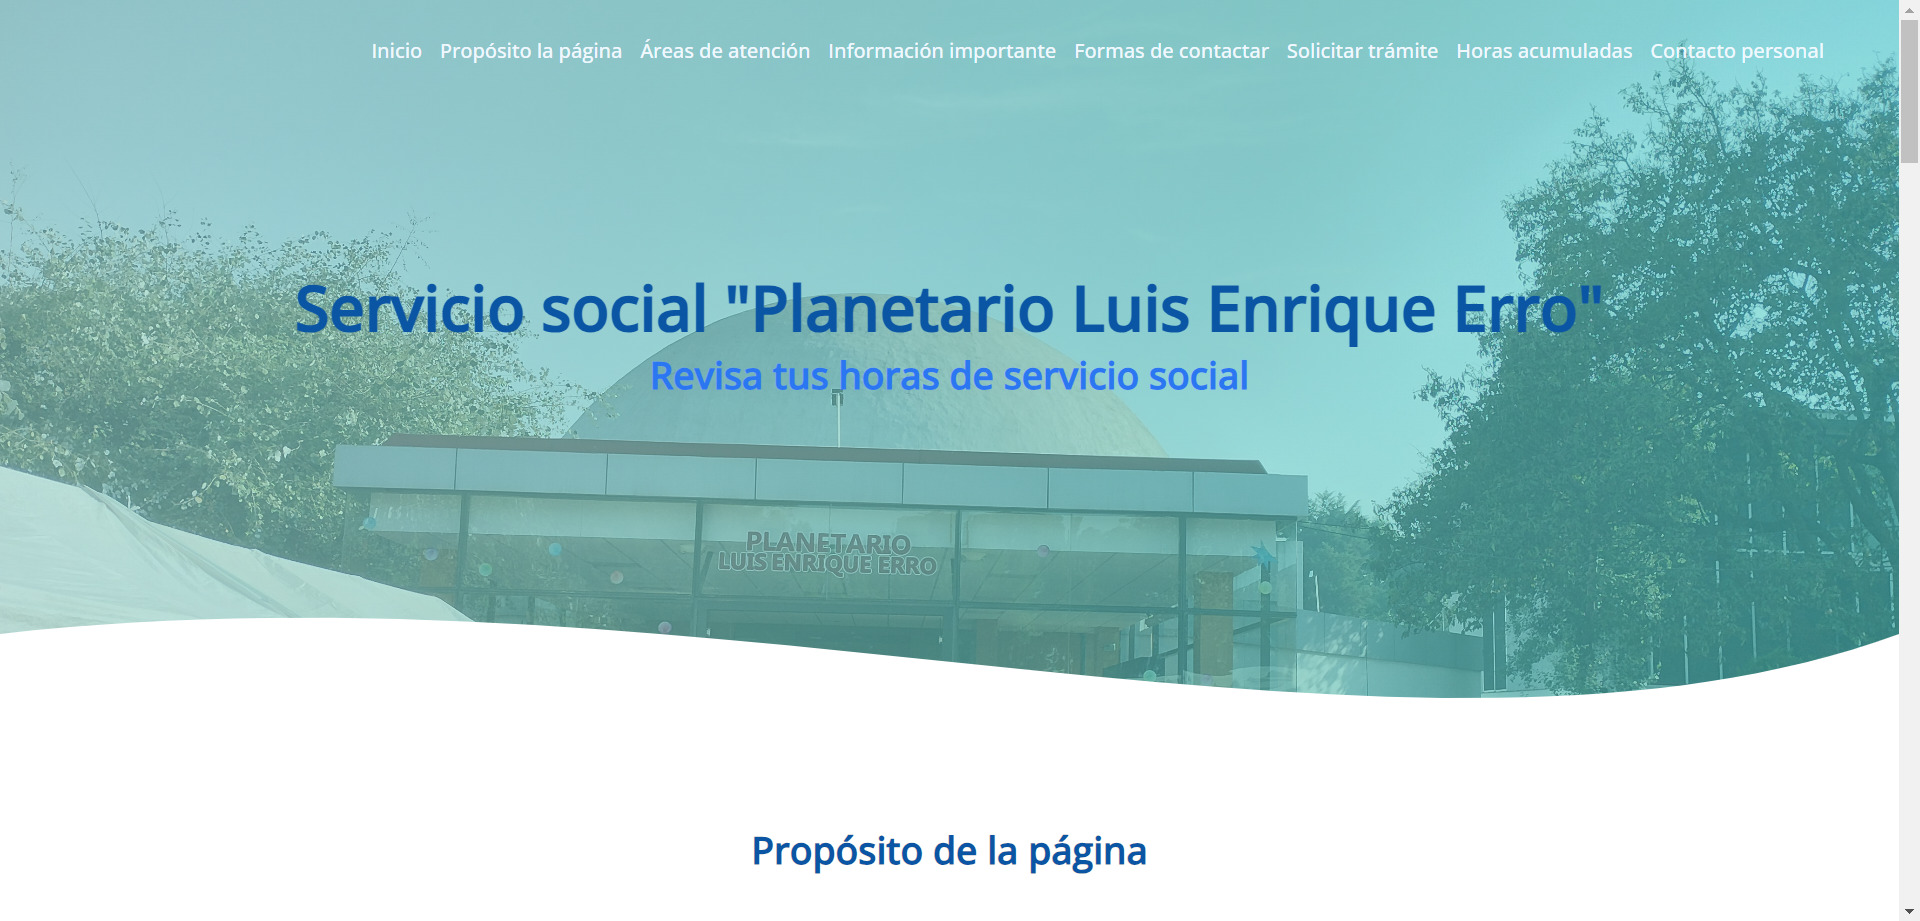 Inicio Propósito la página Áreas de atención Información importante Formas de contactar Solicitar trámite Horas acumuladas Contacto personal
Servicio social "Planetario Luis Enrique Erro"
Revisa tus horas de servicio social
PLANETARIO
LUIS ENRIQUE ERRO
Propósito de la página